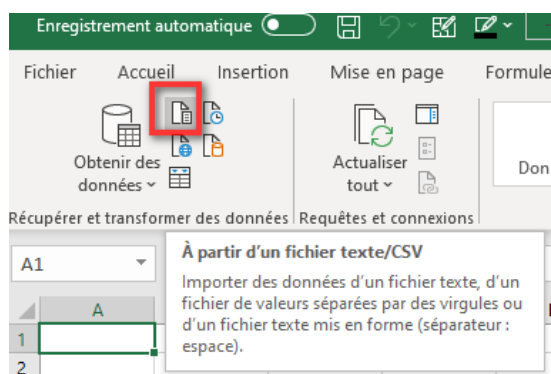 Enregistrement automatique
Fichier Accueil Insertion Mise en page Formule
Obtenir des
données
Actualiser
tout
Don
Récupérer et transformer des données Requêtes et connexions
A1
À partir d'un fichier texte/CSV
Importer des données d'un fichier texte, d'un
fichier de valeurs séparées par des virgules ou
d'un fichier texte mis en forme (séparateur :
espace).
A
1
2